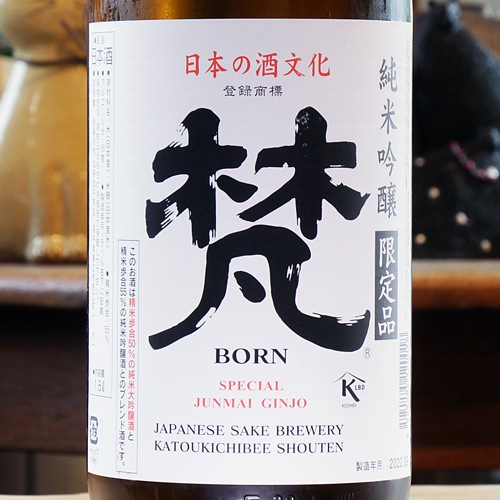 日本の酒文化
登録商標
梵
純米吟醸 限定品
BORN
SPECIAL
JUNMAI GINJO
JAPANESE SAKE BREWERY
KATOUKICHIBEE SHOUTEN
このお酒は精米歩合50%の純米大吟醸酒と
精米歩合55%の純米吟醸酒とのブレンド酒です。
K LBD
KOSHER
製造年月
日本酒